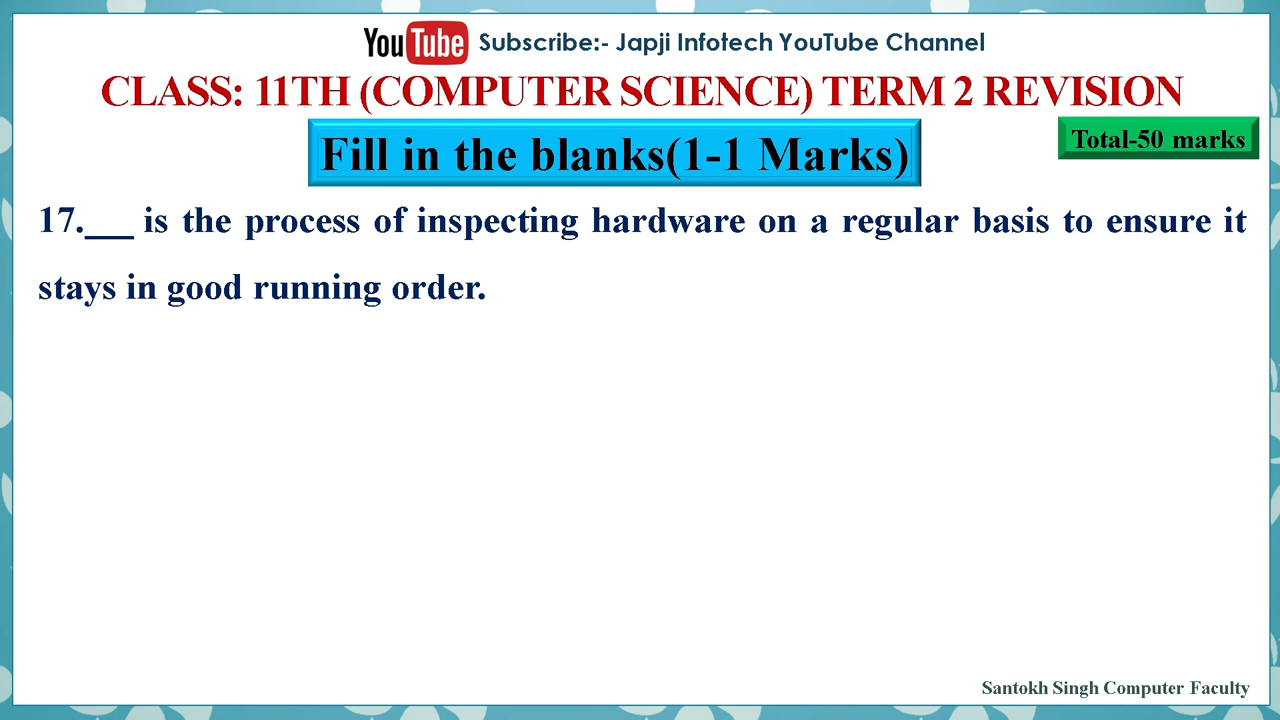 YouTube Subscribe:- Japji Infotech YouTube Channel
CLASS: 11TH (COMPUTER SCIENCE) TERM 2 REVISION
Fill in the blanks(1-1 Marks)
Total-50 marks
17.___ is the process of inspecting hardware on a regular basis to ensure it
stays in good running order.
Santokh Singh Computer Faculty